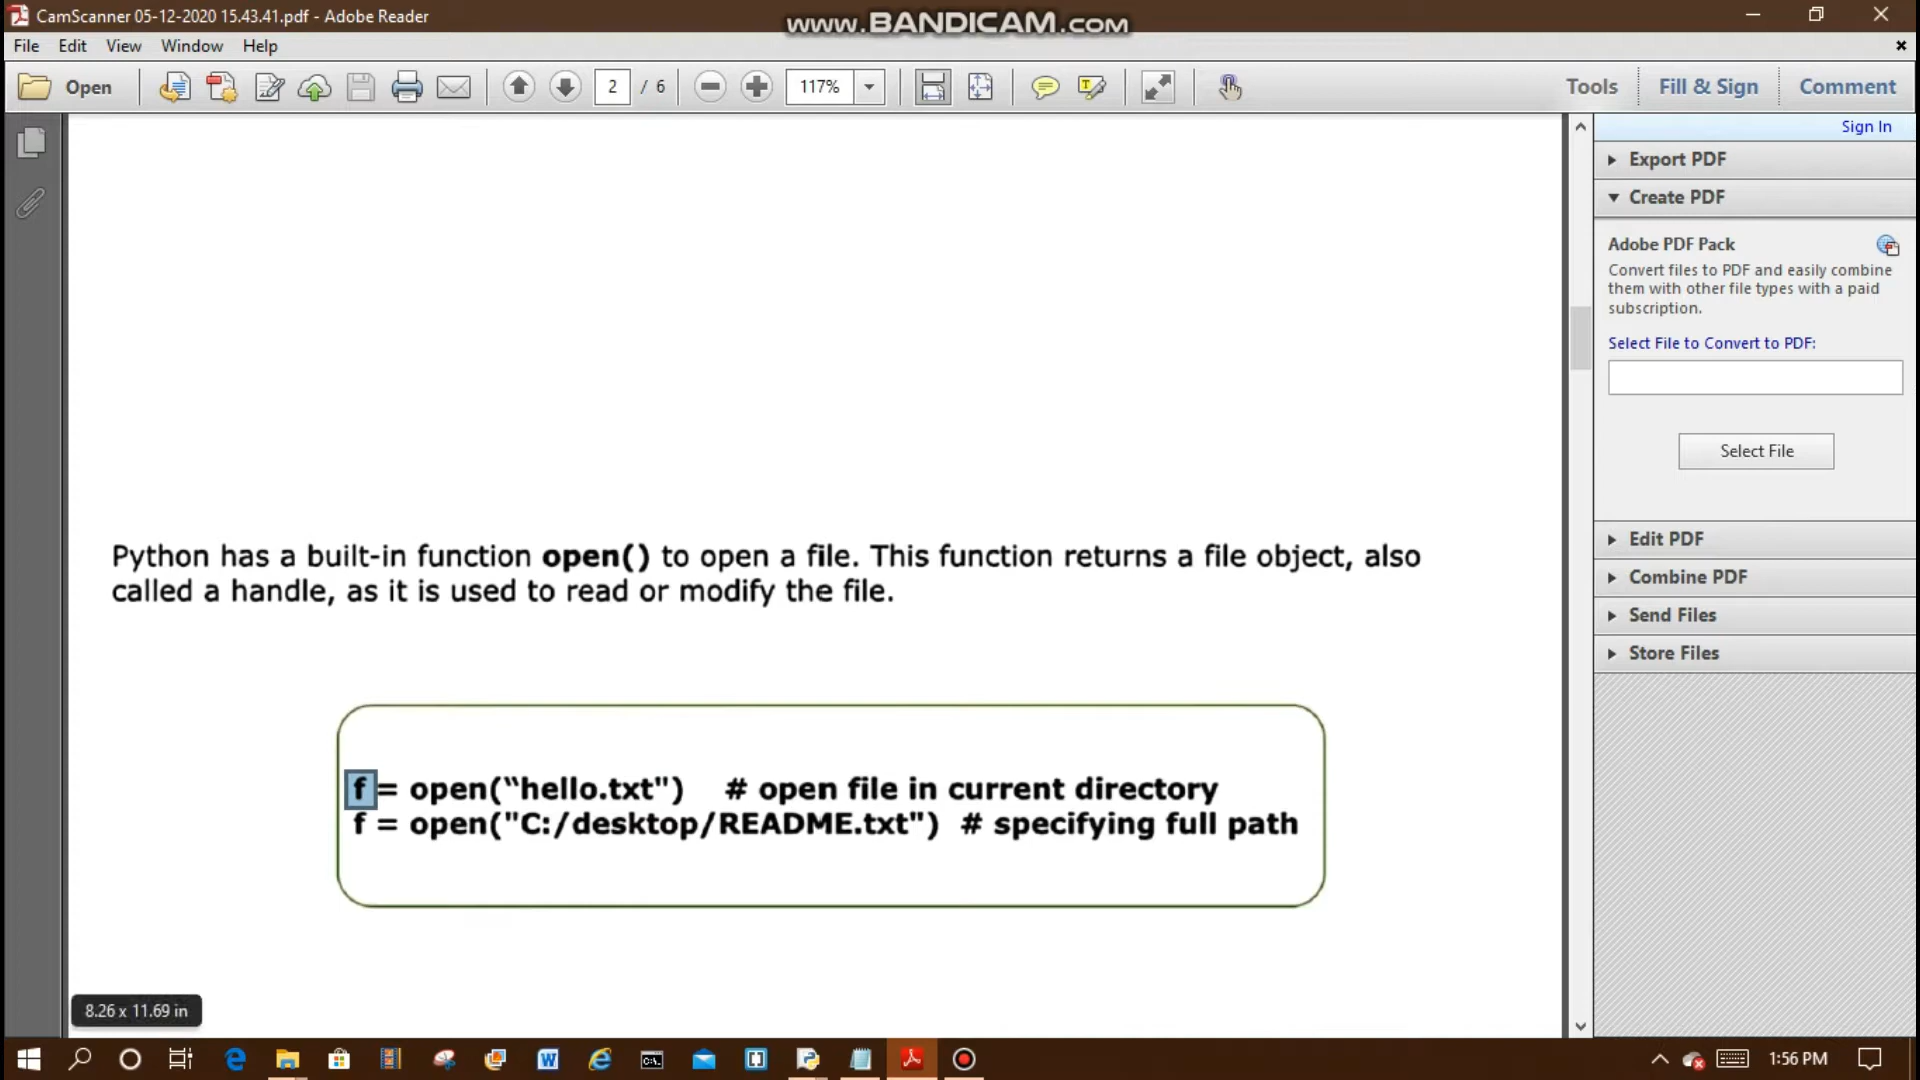 CamScanner 05-12-2020 15.43.41.pdf - Adobe Reader
www.BANDICAM.com
File Edit View Window Help
Open 2 / 6 117% Tools Fill & Sign Comment
Sign In
Export PDF
Create PDF
Adobe PDF Pack
Convert files to PDF and easily combine
them with other file types with a paid
subscription.
Select File to Convert to PDF:
Select File
Edit PDF
Combine PDF
Send Files
Store Files
Python has a built-in function open() to open a file. This function returns a file object, also
called a handle, as it is used to read or modify the file.
f = open(“hello.txt") # open file in current directory
f = open("C:/desktop/README.txt") # specifying full path
8.26 x 11.69 in
1:56 PM